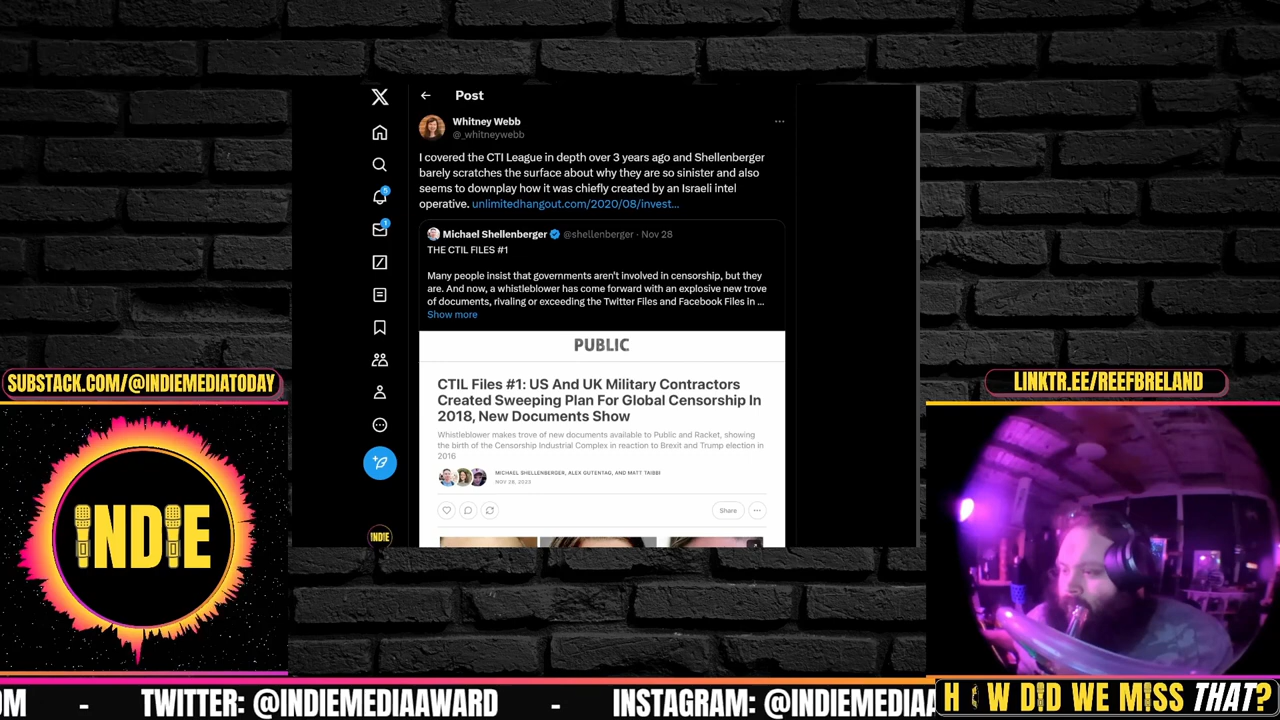 Post
Whitney Webb
@_whitneywebb
I covered the CTI League in depth over 3 years ago and Shellenberger
barely scratches the surface about why they are so sinister and also
seems to downplay how it was chiefly created by an Israeli intel
operative. unlimitedhangout.com/2020/08/invest...
Michael Shellenberger @shellenberger · Nov 28
THE CTIL FILES #1
Many people insist that governments aren't involved in censorship, but they
are. And now, a whistleblower has come forward with an explosive new trove
of documents, rivaling or exceeding the Twitter Files and Facebook Files in ...
Show more
PUBLIC
CTIL Files #1: US And UK Military Contractors
Created Sweeping Plan For Global Censorship In
2018, New Documents Show
Whistleblower makes trove of new documents available to Public and Racket, showing
the birth of the Censorship Industrial Complex in reaction to Brexit and Trump election in
2016
MICHAEL SHELLENBERGER, ALEX GUTENTAG, AND MATT TAIBBI
NOV 28, 2023
Share
5
1
INDIE
SUBSTACK.COM/@INDIEMEDIATODAY
INDIE
LINKTR.EE/REEFBRELAND
OM - TWITTER: @INDIEMEDIAAWARD - INSTAGRAM: @INDIEMEDIAA
HOW DID WE MISS THAT?